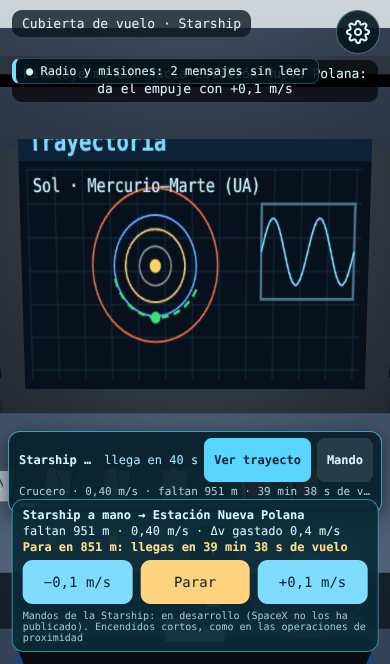 Cubierta de vuelo · Starship
● Radio y misiones: 2 mensajes sin leer
Polana:
da el empuje con +0,1 m/s
Trayectoria
Sol · Mercurio–Marte (UA)
Starship …
llega en 40 s
Ver trayecto
Mando
Crucero · 0,40 m/s · faltan 951 m · 39 min 38 s de v…
Starship a mano → Estación Nueva Polana
faltan 951 m · 0,40 m/s · Δv gastado 0,4 m/s
Para en 851 m: llegas en 39 min 38 s de vuelo
−0,1 m/s
Parar
+0,1 m/s
Mandos de la Starship: en desarrollo (SpaceX no los ha
publicado). Encendidos cortos, como en las operaciones de
proximidad